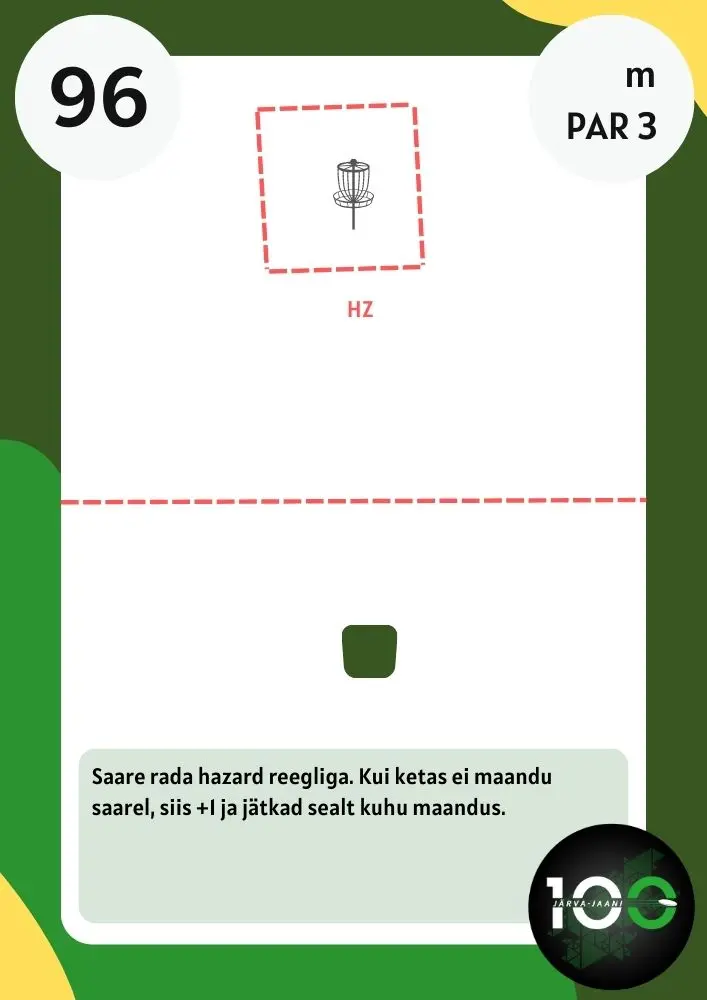 96
m
PAR 3
HZ
Saare rada hazard reegliga. Kui ketas ei maandu
saarel, siis +1 ja jätkad sealt kuhu maandus.
100
JÄRVA-JAANI